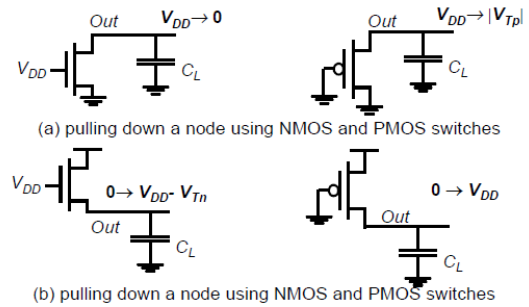 Out V_DD→ 0
V_DD
C_L
Out V_DD→ |V_Tp|
C_L
(a) pulling down a node using NMOS and PMOS switches
V_DD 0→ V_DD- V_Tn
Out
C_L
0→ V_DD
Out
C_L
(b) pulling down a node using NMOS and PMOS switches